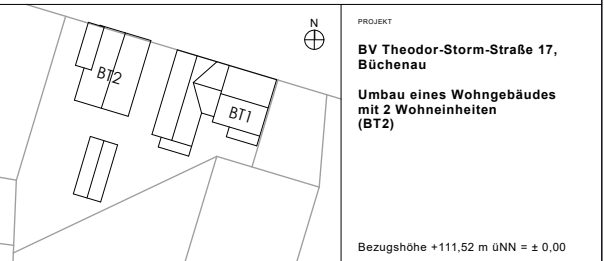 N
BT2
BT1
PROJEKT
BV Theodor-Storm-Straße 17,
Büchenau
Umbau eines Wohngebäudes
mit 2 Wohneinheiten
(BT2)
Bezugshöhe +111,52 m üNN = ± 0,00